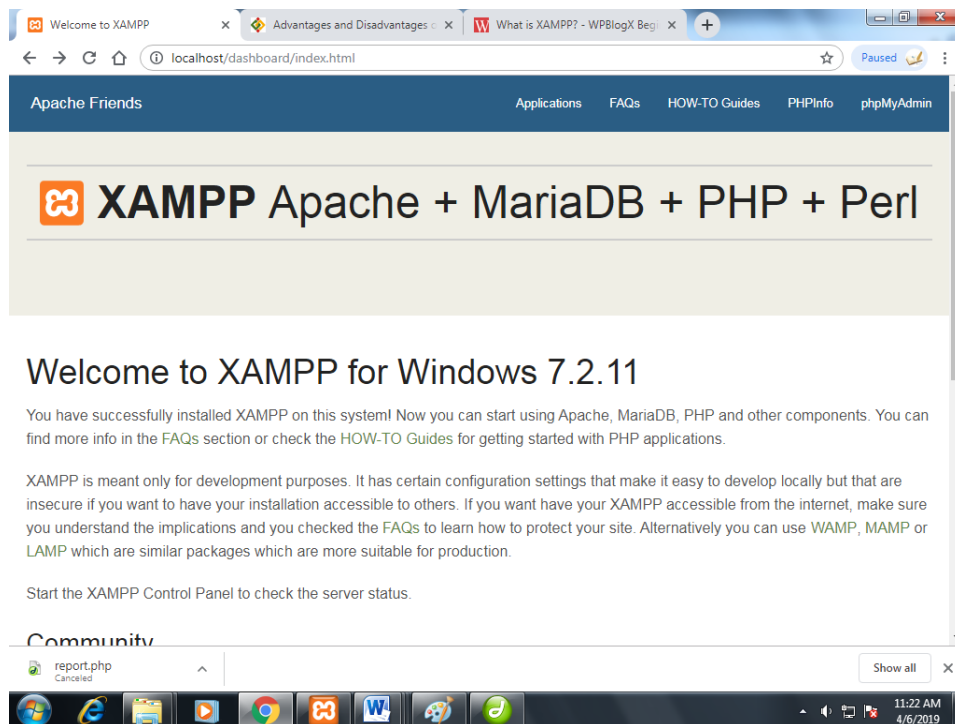 Welcome to XAMPP
Advantages and Disadvantages o
What is XAMPP? - WPBlogX Beg
localhost/dashboard/index.html
Paused
Apache Friends
Applications FAQs HOW-TO Guides PHPInfo phpMyAdmin
XAMPP Apache + MariaDB + PHP + Perl
Welcome to XAMPP for Windows 7.2.11
You have successfully installed XAMPP on this system! Now you can start using Apache, MariaDB, PHP and other components. You can
find more info in the FAQs section or check the HOW-TO Guides for getting started with PHP applications.
XAMPP is meant only for development purposes. It has certain configuration settings that make it easy to develop locally but that are
insecure if you want to have your installation accessible to others. If you want have your XAMPP accessible from the internet, make sure
you understand the implications and you checked the FAQs to learn how to protect your site. Alternatively you can use WAMP, MAMP or
LAMP which are similar packages which are more suitable for production.
Start the XAMPP Control Panel to check the server status.
Community
report.php
Canceled
Show all
11:22 AM
4/6/2019